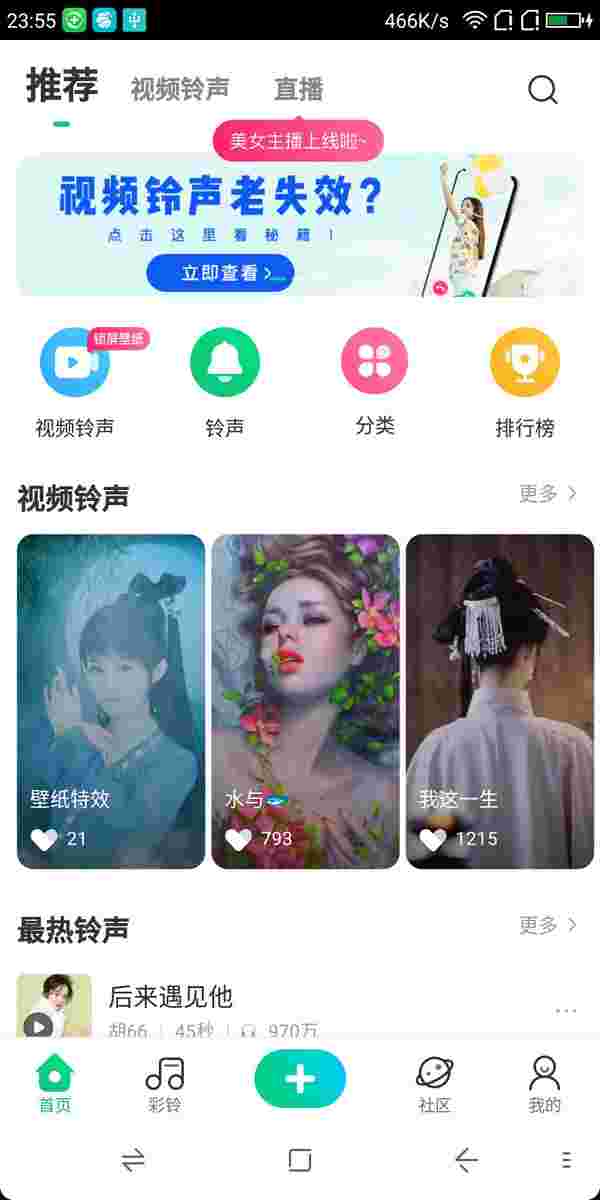 23:55
466K/s
推荐
视频铃声
直播
美女主播上线啦~
视频铃声老失效?
点击这里看秘籍!
立即查看
锁屏壁纸
视频铃声
铃声
分类
排行榜
视频铃声
更多
壁纸特效
21
水与
793
我这一生
1215
最热铃声
更多
后来遇见他
胡66 | 45秒 | 970万
首页
彩铃
社区
我的